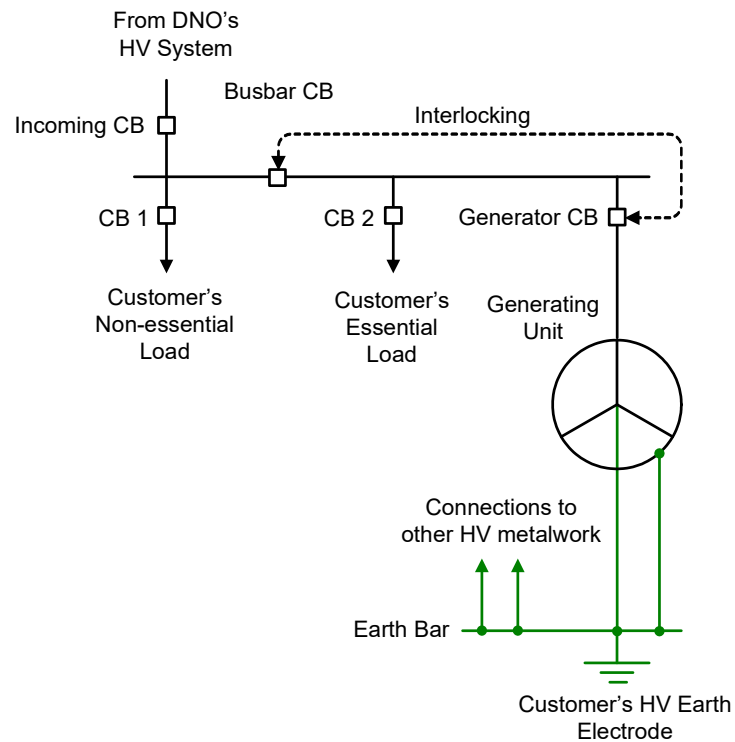 From DNO's
HV System
Busbar CB
Interlocking
Incoming CB
CB 1
CB 2
Generator CB
Customer's
Non-essential
Load
Customer's
Essential
Load
Generating
Unit
Connections to
other HV metalwork
Earth Bar
Customer's HV Earth
Electrode